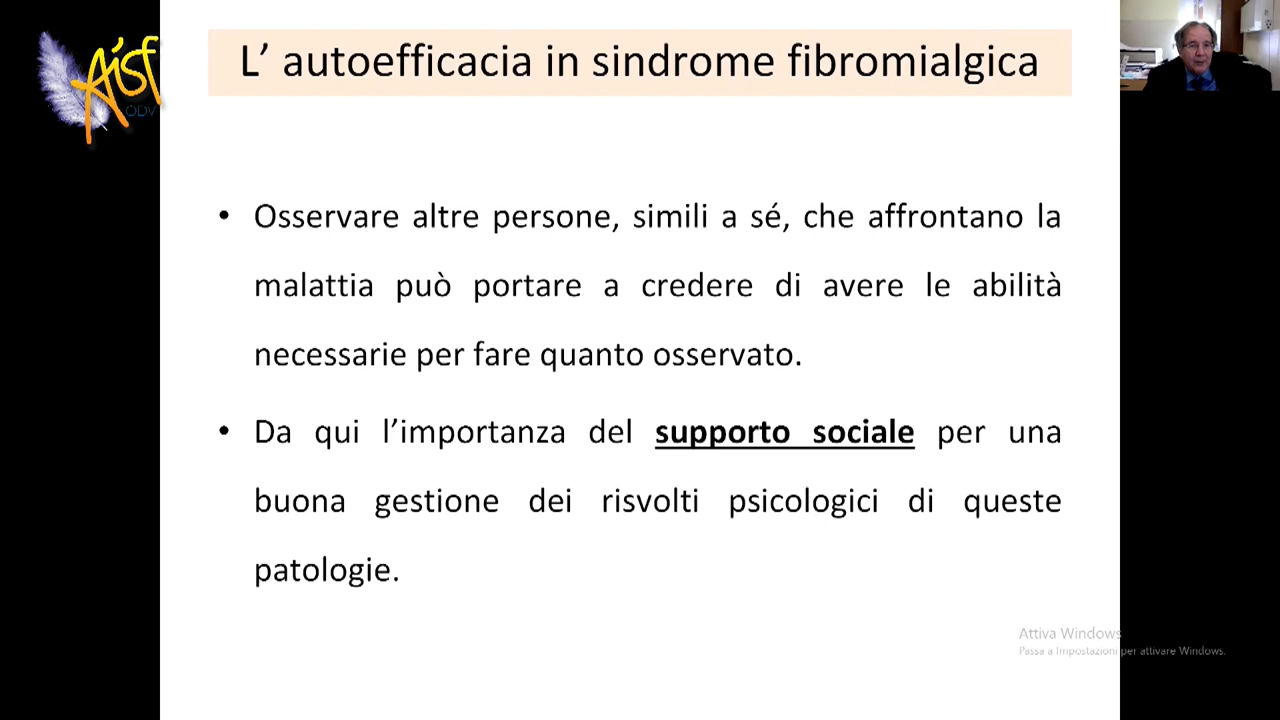 Aisf
ODV
L’ autoefficacia in sindrome fibromialgica
• Osservare altre persone, simili a sé, che affrontano la
malattia può portare a credere di avere le abilità
necessarie per fare quanto osservato.
• Da qui l’importanza del supporto sociale per una
buona gestione dei risvolti psicologici di queste
patologie.
Attiva Windows
Passa a Impostazioni per attivare Windows.